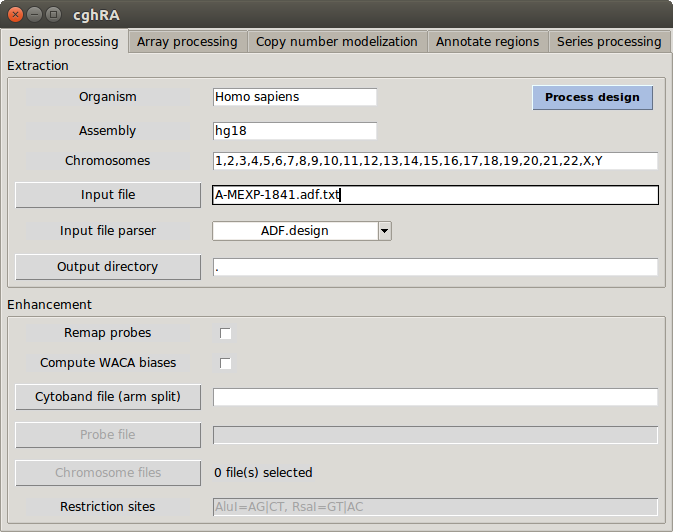 cghRA
Design processing Array processing Copy number modelization Annotate regions Series processing
Extraction
Organism Homo sapiens Process design
Assembly hg18
Chromosomes 1,2,3,4,5,6,7,8,9,10,11,12,13,14,15,16,17,18,19,20,21,22,X,Y
Input file A-MEXP-1841.adf.txt
Input file parser ADF.design
Output directory .
Enhancement
Remap probes
Compute WACA biases
Cytoband file (arm split)
Probe file
Chromosome files 0 file(s) selected
Restriction sites AluI=AG|CT, RsaI=GT|AC